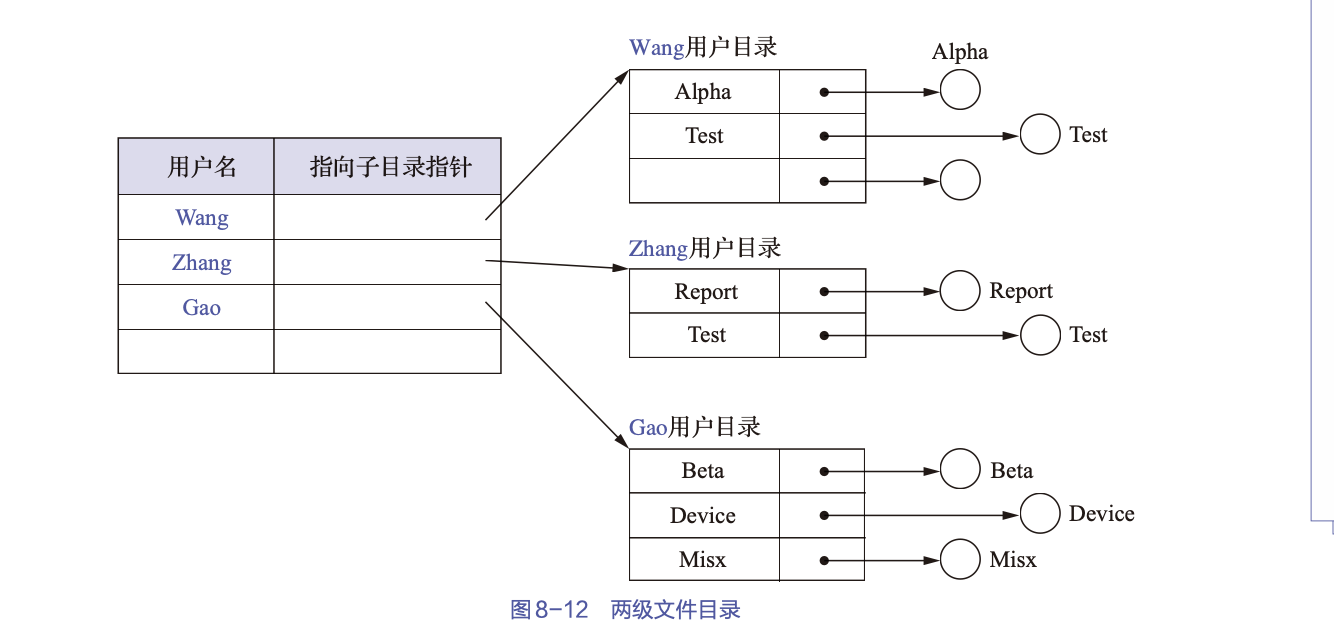 用户名 指向子目录指针
Wang
Zhang
Gao
Wang用户目录
Alpha Alpha
Test Test
Zhang用户目录
Report Report
Test Test
Gao用户目录
Beta Beta
Device Device
Misx Misx
图8-12 两级文件目录